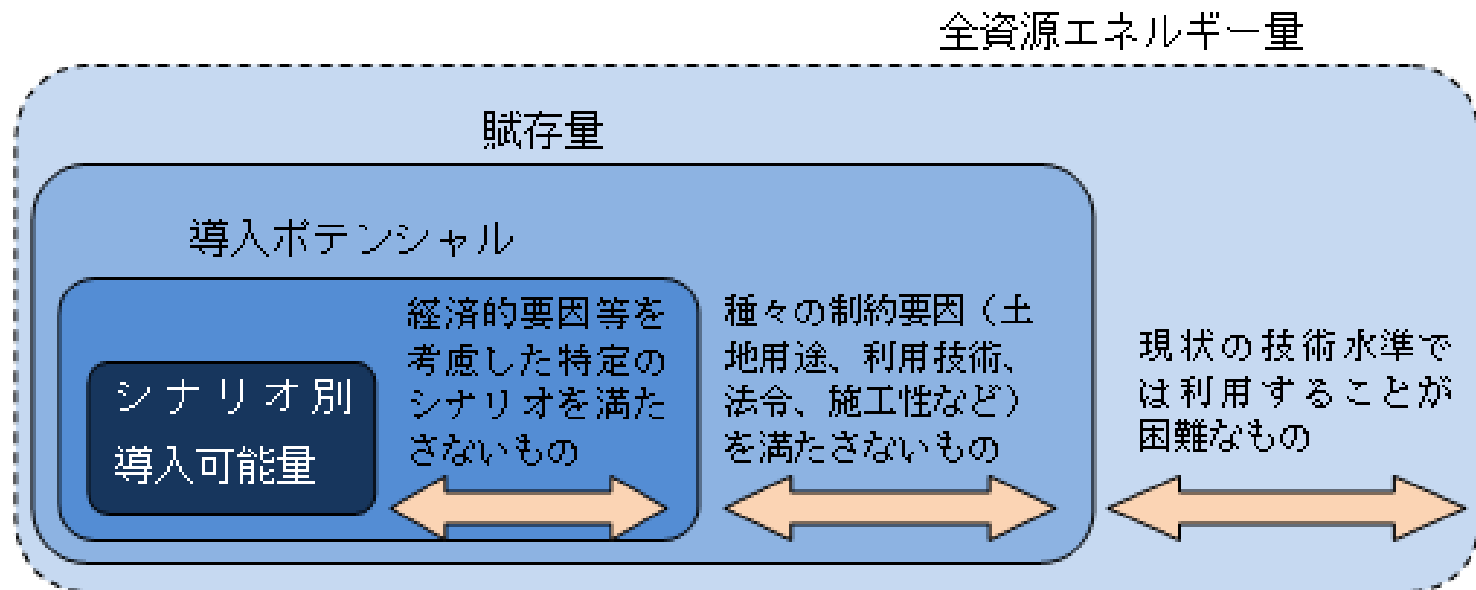 全資源エネルギー量
賦存量
導入ポテンシャル
シナリオ別
導入可能量
経済的要因等を
考慮した特定の
シナリオを満た
さないもの
種々の制約要因（土
地用途、利用技術、
法令、施工性など）
を満たさないもの
現状の技術水準で
は利用することが
困難なもの